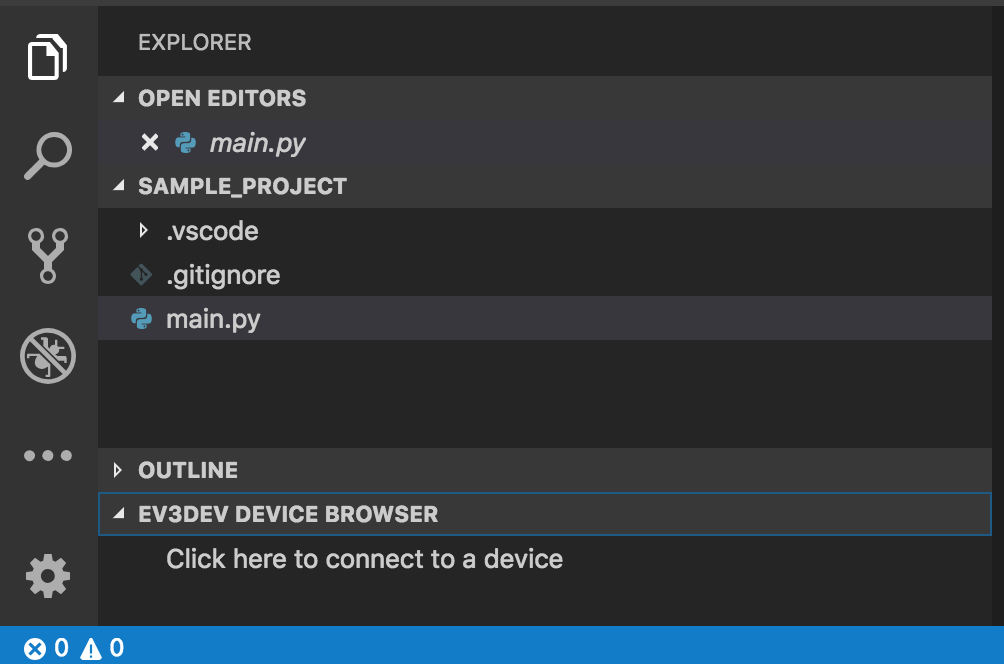 EXPLORER
OPEN EDITORS
main.py
SAMPLE_PROJECT
.vscode
.gitignore
main.py
OUTLINE
EV3DEV DEVICE BROWSER
Click here to connect to a device
0 0